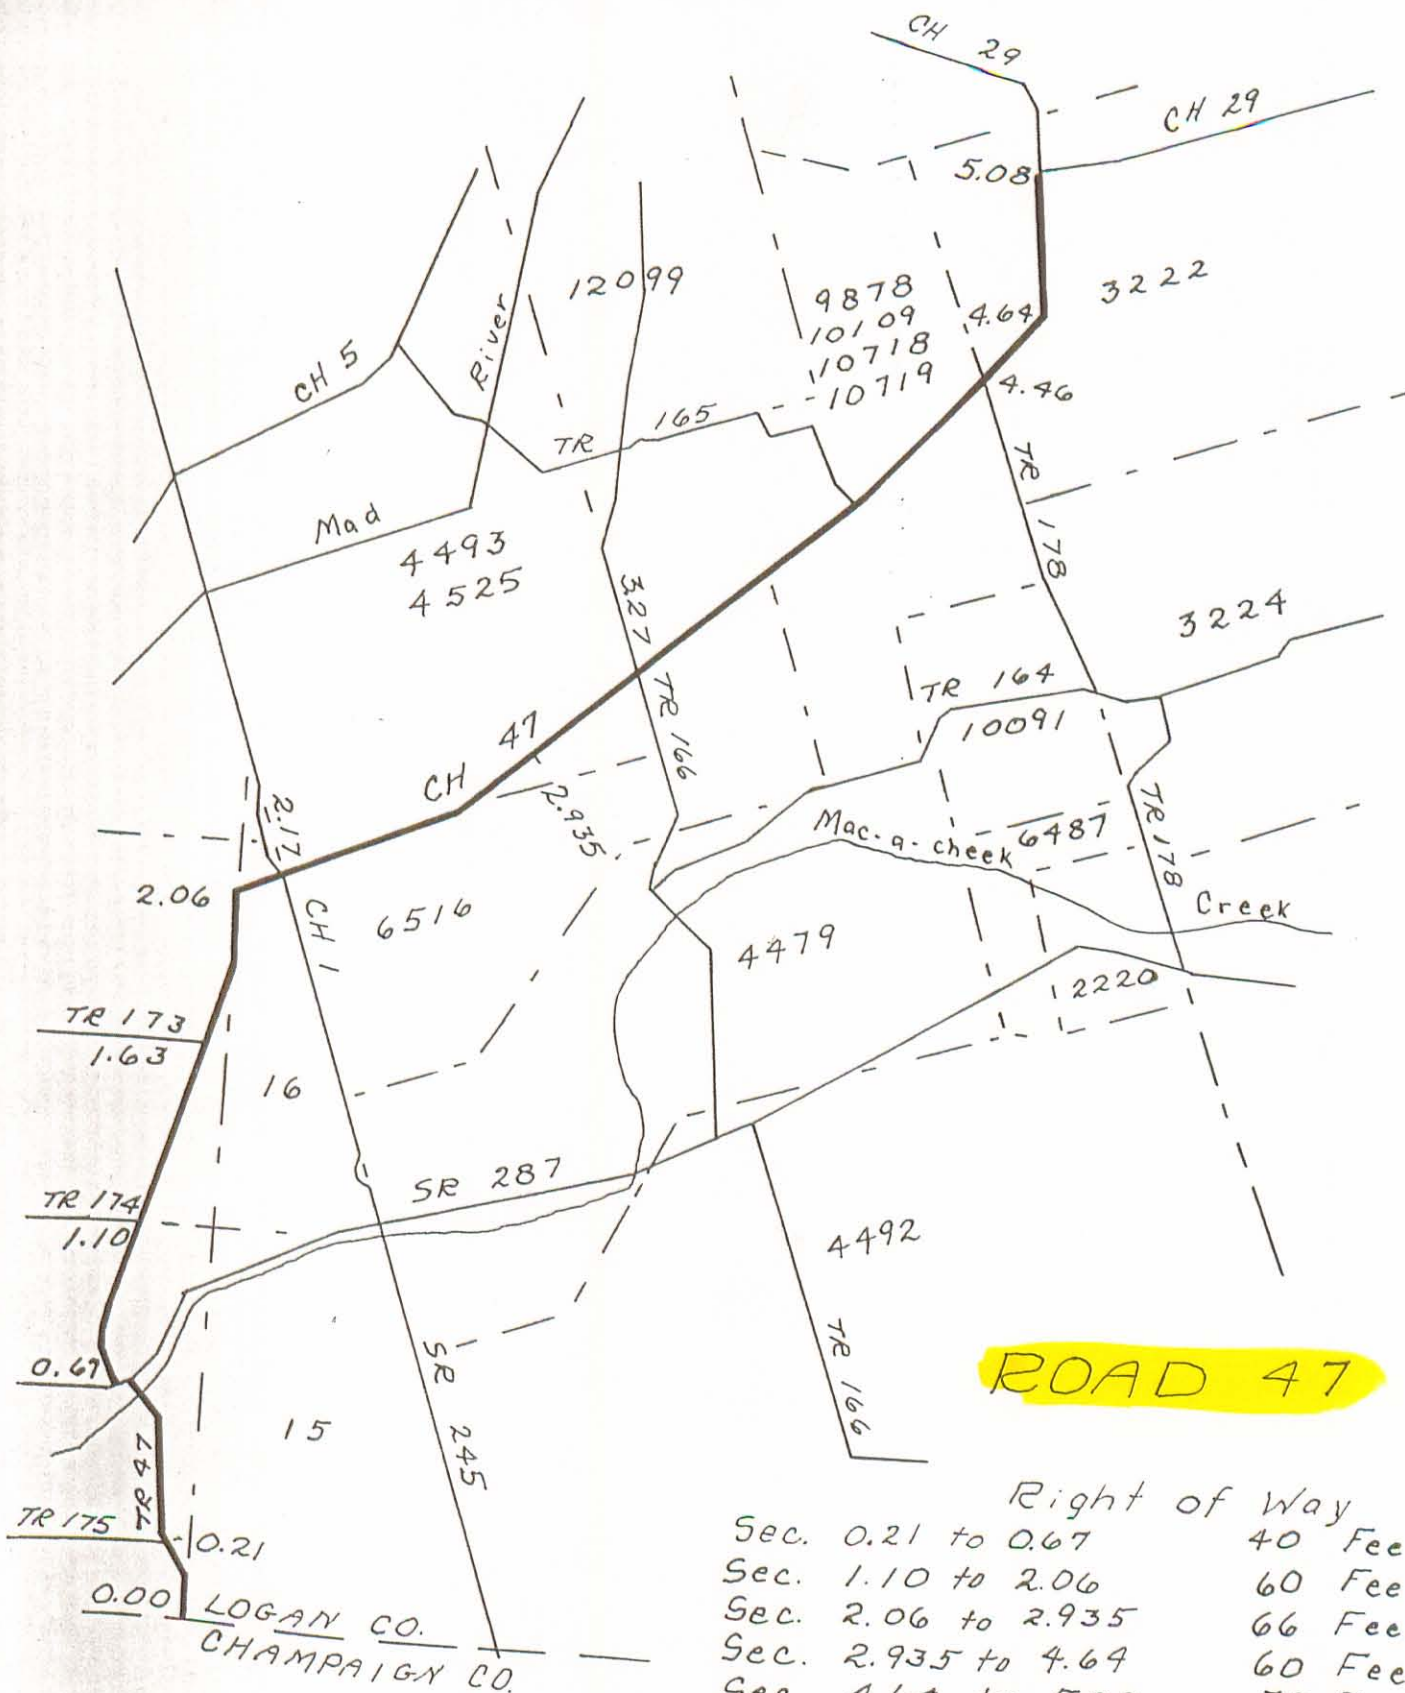 CH 29
CH 29
5.08
12099
9878
10109
10718
10719
3222
4.64
4.46
CH 5
River
TR 165
TR 178
Mad
4493
4525
327
3224
TR 164
10091
TR 166
CH 47
2.935
2.17
Mac-a-cheek
6487
TR 178
Creek
2.06
CH 1
6516
4479
2220
TR 173
1.63
16
SR 287
TR 174
1.10
4492
SR 245
TR 166
0.67
15
ROAD 47
TR 47
TR 175
0.21
0.00
LOGAN CO.
CHAMPAIGN CO.
Right of Way
Sec. 0.21 to 0.67 40 Fee
Sec. 1.10 to 2.06 60 Fee
Sec. 2.06 to 2.935 66 Fee
Sec. 2.935 to 4.64 60 Fee